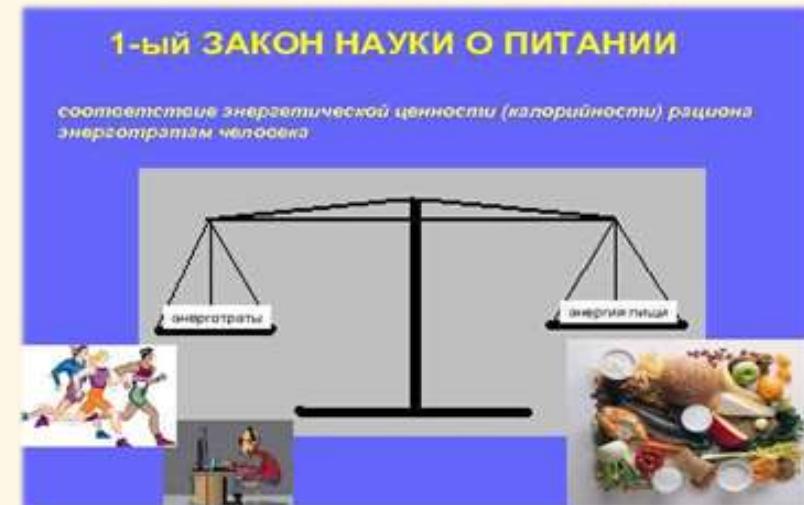 1-ый ЗАКОН НАУКИ О ПИТАНИИ
соответствие энергетической ценности (калорийности) рациона
энерготратам человека
энерготраты
энергия пищи